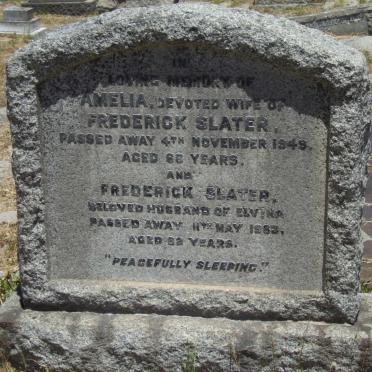 IN
LOVING MEMORY OF
AMELIA, DEVOTED WIFE OF
FREDERICK SLATER,
PASSED AWAY 4TH NOVEMBER 1949.
AGED YEARS.
AND
FREDERICK SLATER,
BELOVED HUSBAND OF ELVINA
PASSED AWAY 11TH MAY
AGED YEARS.
"PEACEFULLY SLEEPING."